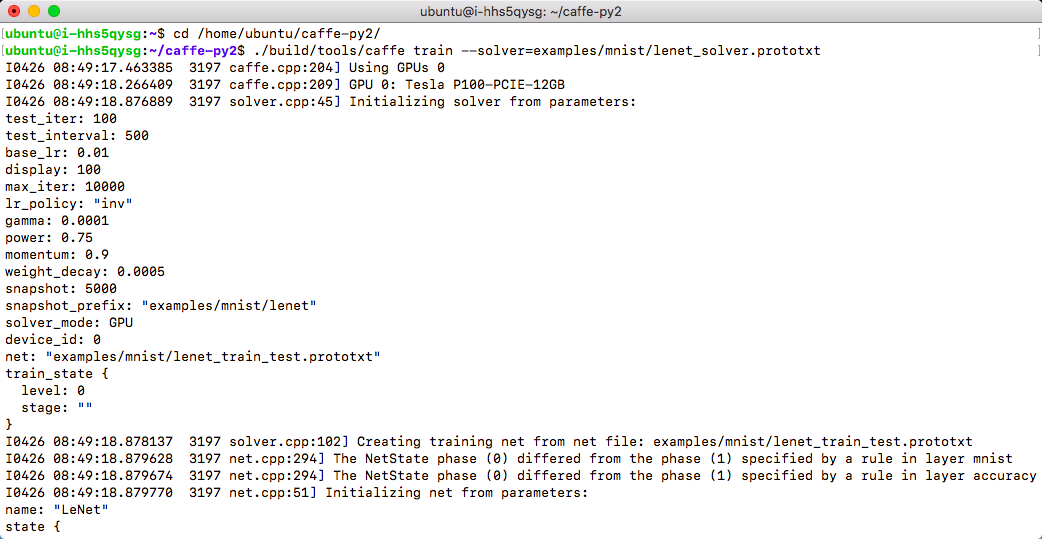 ubuntu@i-hhs5qysg: ~/caffe-py2
[ubuntu@i-hhs5qysg:~$ cd /home/ubuntu/caffe-py2/ ]
[ubuntu@i-hhs5qysg:~/caffe-py2$ ./build/tools/caffe train --solver=examples/mnist/lenet_solver.prototxt ]
I0426 08:49:17.463385  3197 caffe.cpp:204] Using GPUs 0
I0426 08:49:18.266409  3197 caffe.cpp:209] GPU 0: Tesla P100-PCIE-12GB
I0426 08:49:18.876889  3197 solver.cpp:45] Initializing solver from parameters:
test_iter: 100
test_interval: 500
base_lr: 0.01
display: 100
max_iter: 10000
lr_policy: "inv"
gamma: 0.0001
power: 0.75
momentum: 0.9
weight_decay: 0.0005
snapshot: 5000
snapshot_prefix: "examples/mnist/lenet"
solver_mode: GPU
device_id: 0
net: "examples/mnist/lenet_train_test.prototxt"
train_state {
  level: 0
  stage: ""
}
I0426 08:49:18.878137  3197 solver.cpp:102] Creating training net from net file: examples/mnist/lenet_train_test.prototxt
I0426 08:49:18.879628  3197 net.cpp:294] The NetState phase (0) differed from the phase (1) specified by a rule in layer mnist
I0426 08:49:18.879674  3197 net.cpp:294] The NetState phase (0) differed from the phase (1) specified by a rule in layer accuracy
I0426 08:49:18.879770  3197 net.cpp:51] Initializing net from parameters:
name: "LeNet"
state {